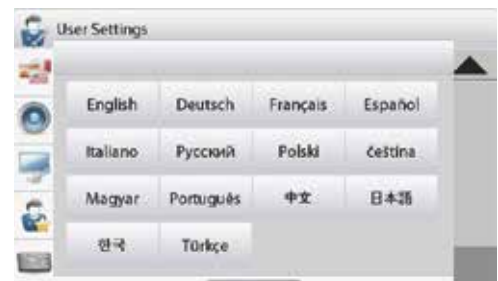 User Settings
English Deutsch Français Español
Italiano Русский Polski čeština
Magyar Português 中文 日本語
한국 Türkçe